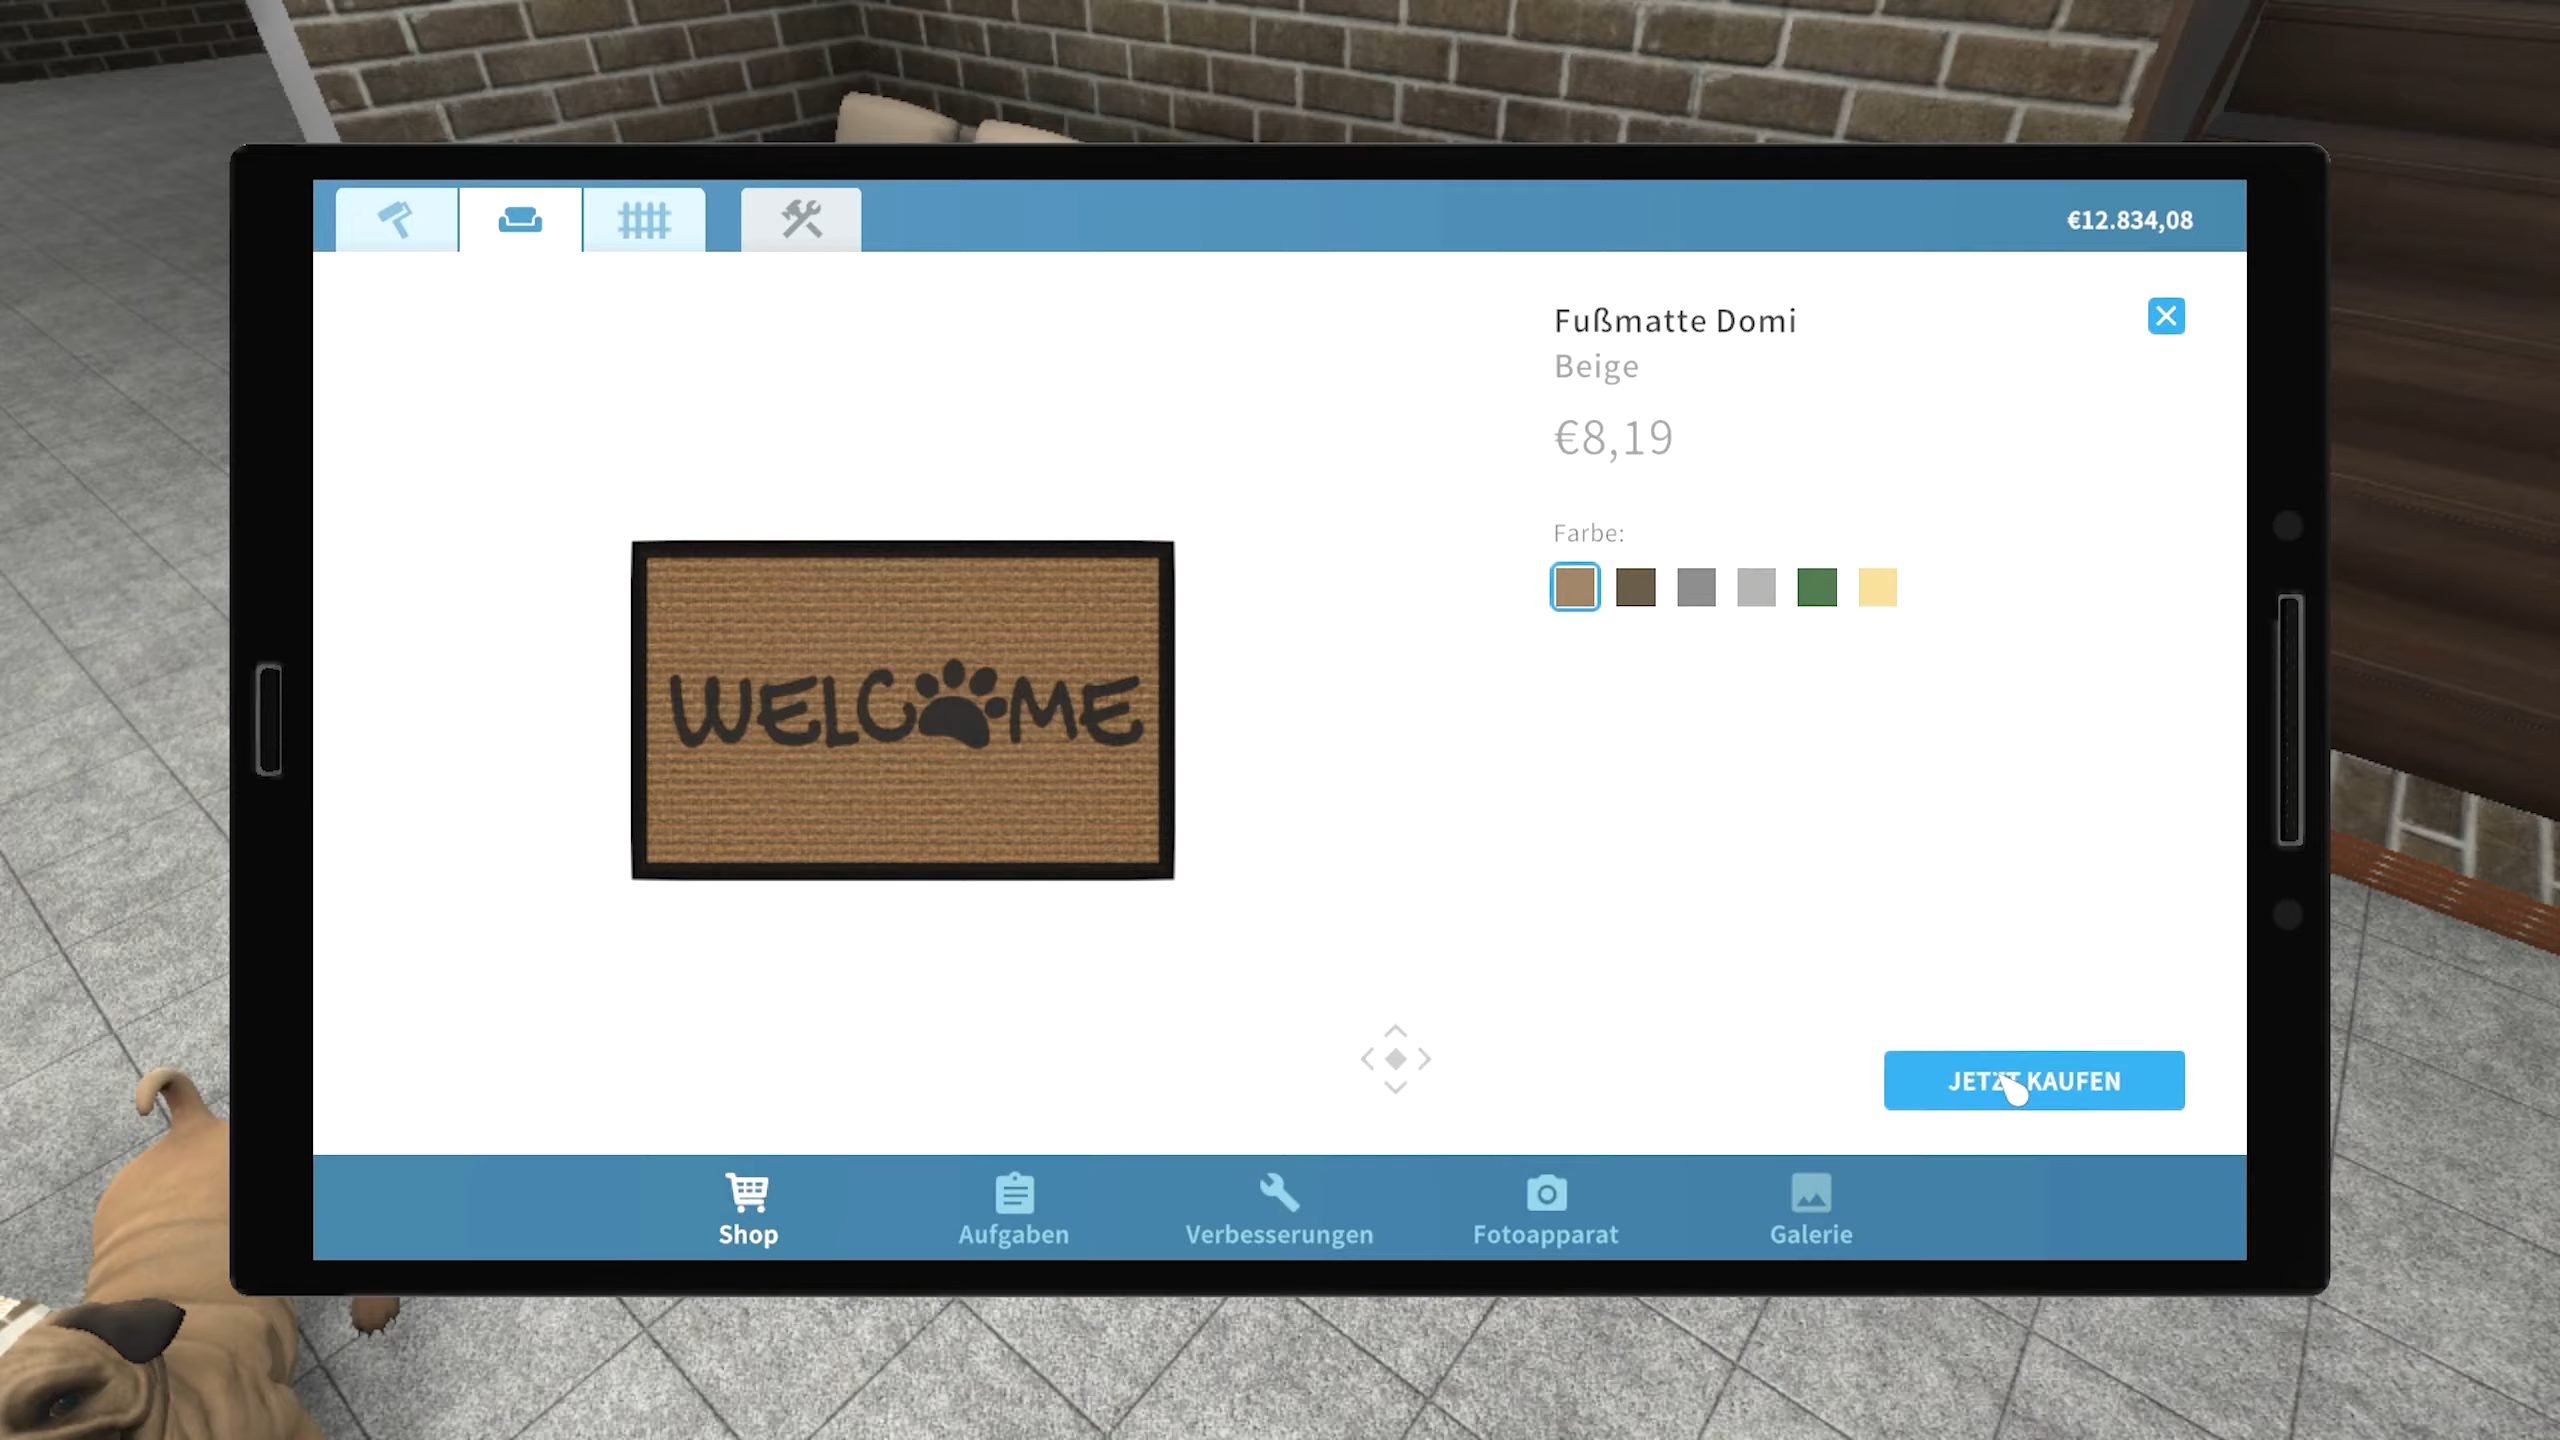 €12.834,08
Fußmatte Domi
Beige
€8,19
Farbe:
WELCOME
JETZT KAUFEN
Shop
Aufgaben
Verbesserungen
Fotoapparat
Galerie